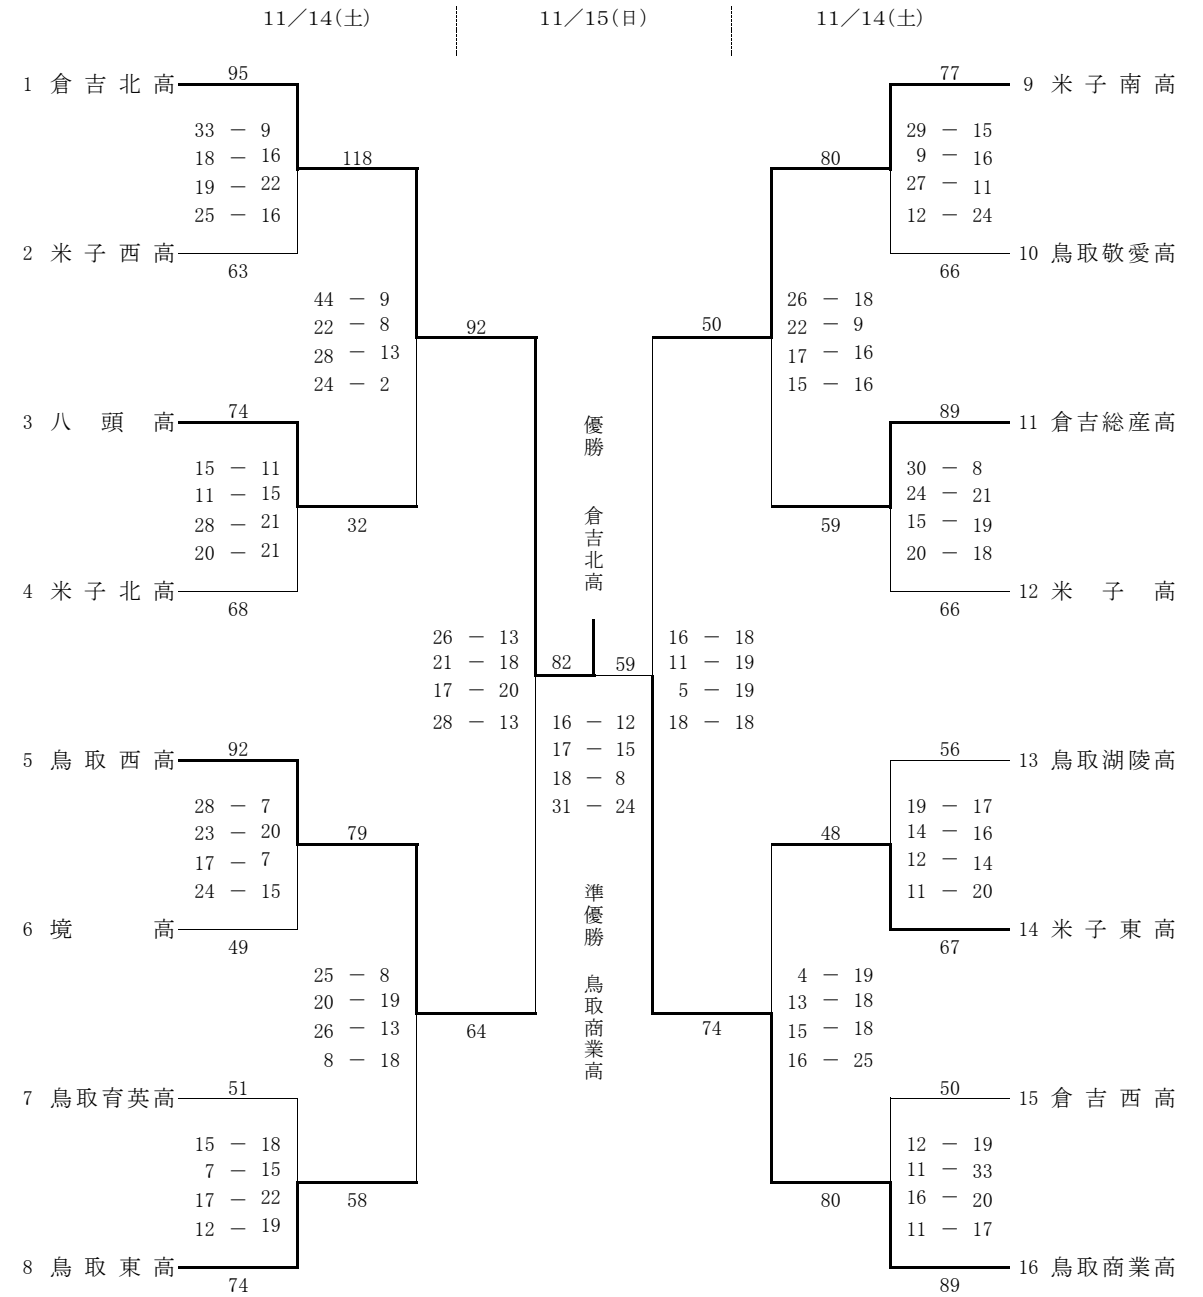 11／14(土) 11／15(日) 11／14(土)
95 77
1 倉吉北高 9 米子南高
33 － 9 29 － 15
18 － 16 118 80 9 － 16
19 － 22 27 － 11
25 － 16 12 － 24
2 米子西高 10 鳥取敬愛高
63 66
44 － 9 26 － 18
22 － 8 92 50 22 － 9
28 － 13 17 － 16
24 － 2 15 － 16
74 89
3 八頭高 11 倉吉総産高
優勝 倉吉北高
15 － 11 30 － 8
11 － 15 24 － 21
28 － 21 32 59 15 － 19
20 － 21 20 － 18
4 米子北高 12 米子高
68 66
26 － 13 16 － 18
21 － 18 82 59 11 － 19
17 － 20 5 － 19
28 － 13 16 － 12 18 － 18
17 － 15
92 56
5 鳥取西高 18 － 8 13 鳥取湖陵高
28 － 7 31 － 24 19 － 17
23 － 20 79 48 14 － 16
17 － 7 12 － 14
24 － 15 11 － 20
準優勝 鳥取商業高
6 境高 14 米子東高
49 67
25 － 8 4 － 19
20 － 19 13 － 18
26 － 13 64 74 15 － 18
8 － 18 16 － 25
51 50
7 鳥取育英高 15 倉吉西高
15 － 18 12 － 19
7 － 15 11 － 33
17 － 22 58 80 16 － 20
12 － 19 11 － 17
8 鳥取東高 16 鳥取商業高
74 89